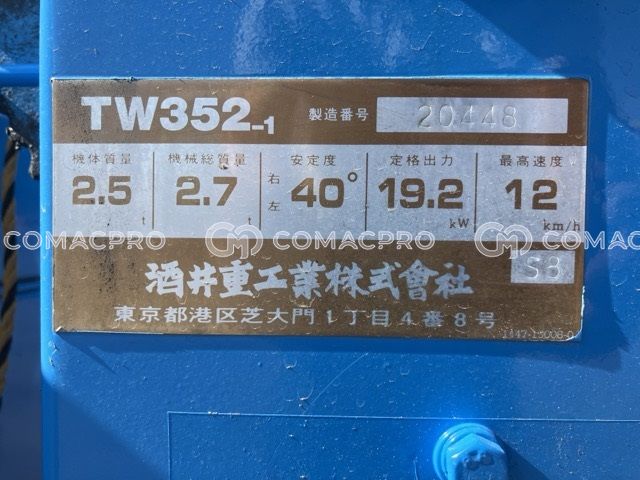 TW352-1 製造番号 20448
機体質量 機械総質量 安定度 定格出力 最高速度
2.5 t 2.7 t 右 左 40° 19.2 kW 12 km/h
COMACPRO COMACPRO COMACPRO
酒井重工業株式會社 S3
東京都港区芝大門1丁目4番8号